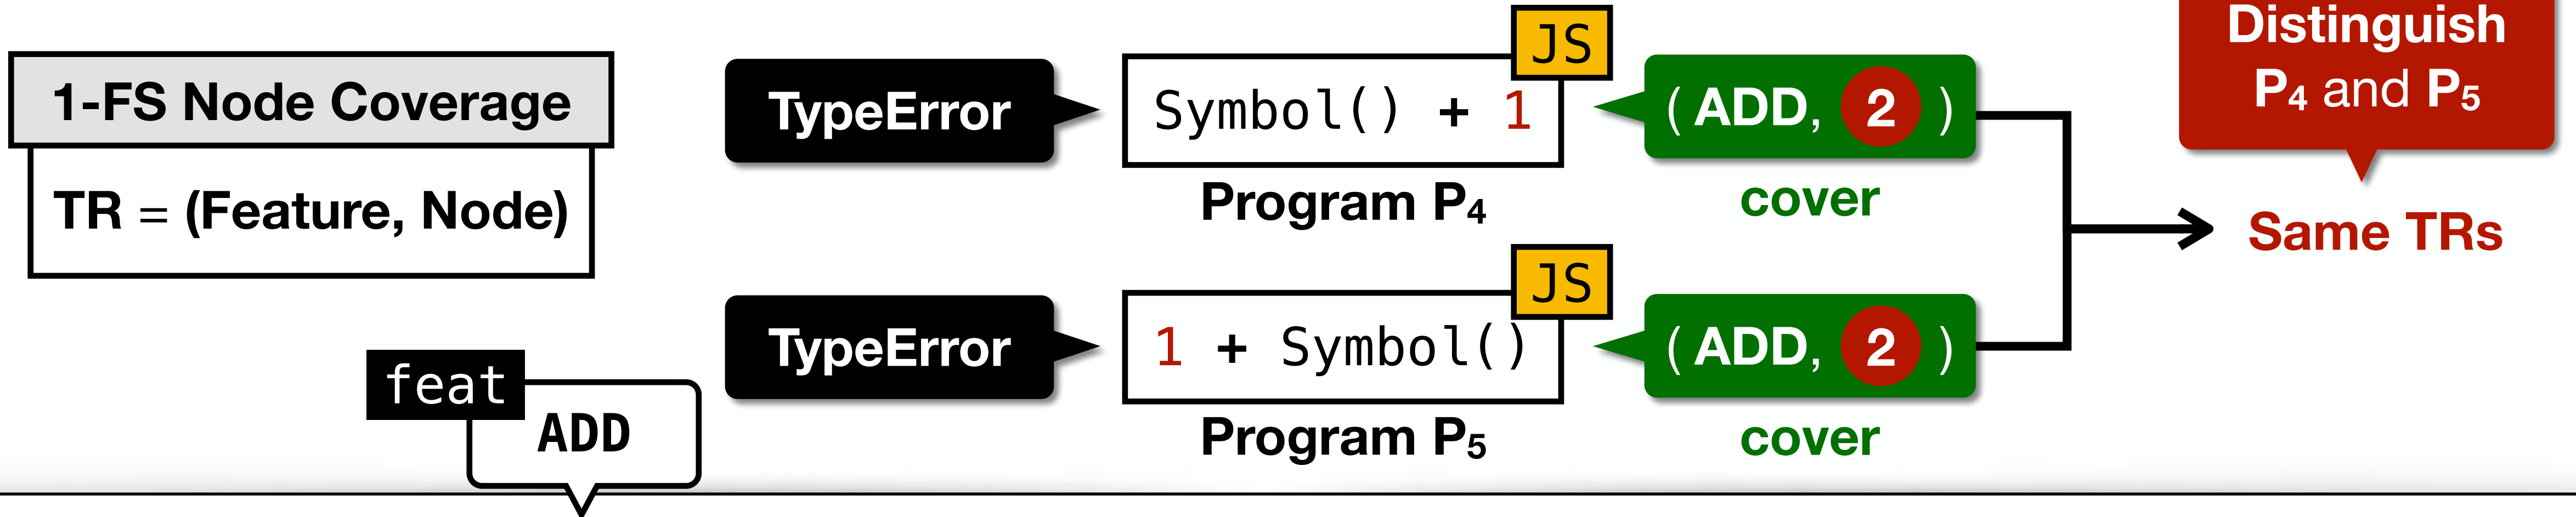 1-FS Node Coverage
TR = (Feature, Node)
feat
ADD
TypeError
JS
Symbol() + 1
Program P₄
( ADD, 2 )
cover
TypeError
JS
1 + Symbol()
Program P₅
( ADD, 2 )
cover
Distinguish
P₄ and P₅
Same TRs